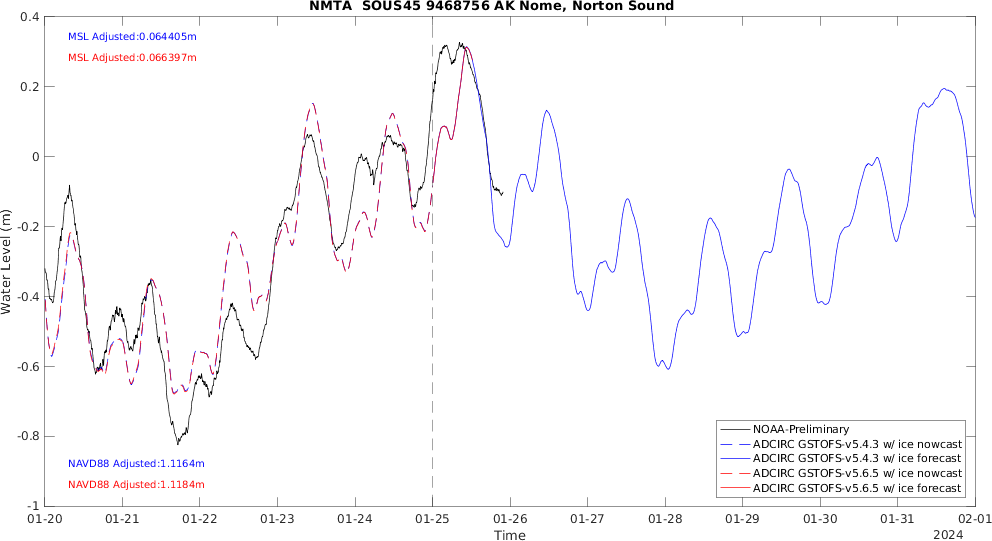 NMTA  SOUS45 9468756 AK Nome, Norton Sound
0.4
0.2
0
-0.2
-0.4
-0.6
-0.8
-1
Water Level (m)
MSL Adjusted:0.064405m
MSL Adjusted:0.066397m
NAVD88 Adjusted:1.1164m
NAVD88 Adjusted:1.1184m
NOAA-Preliminary
ADCIRC GSTOFS-v5.4.3 w/ ice nowcast
ADCIRC GSTOFS-v5.4.3 w/ ice forecast
ADCIRC GSTOFS-v5.6.5 w/ ice nowcast
ADCIRC GSTOFS-v5.6.5 w/ ice forecast
01-20 01-21 01-22 01-23 01-24 01-25 01-26 01-27 01-28 01-29 01-30 01-31 02-01
Time
2024